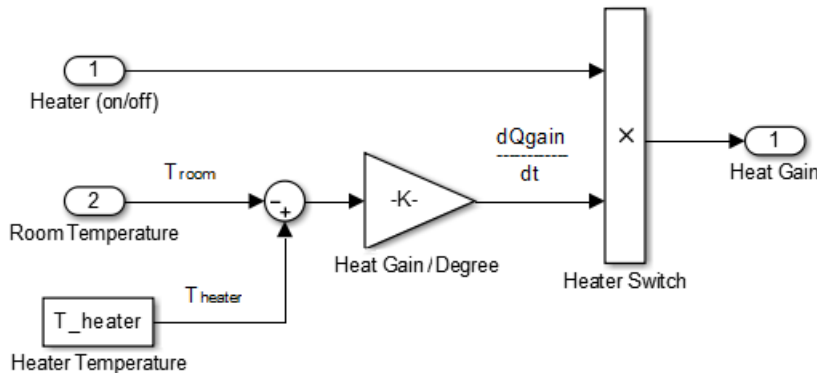 1
Heater (on/off)
Troom
2
Room Temperature
-
+
-K-
Heat Gain / Degree
dQgain
dt
×
Heater Switch
1
Heat Gain
Theater
T_heater
Heater Temperature